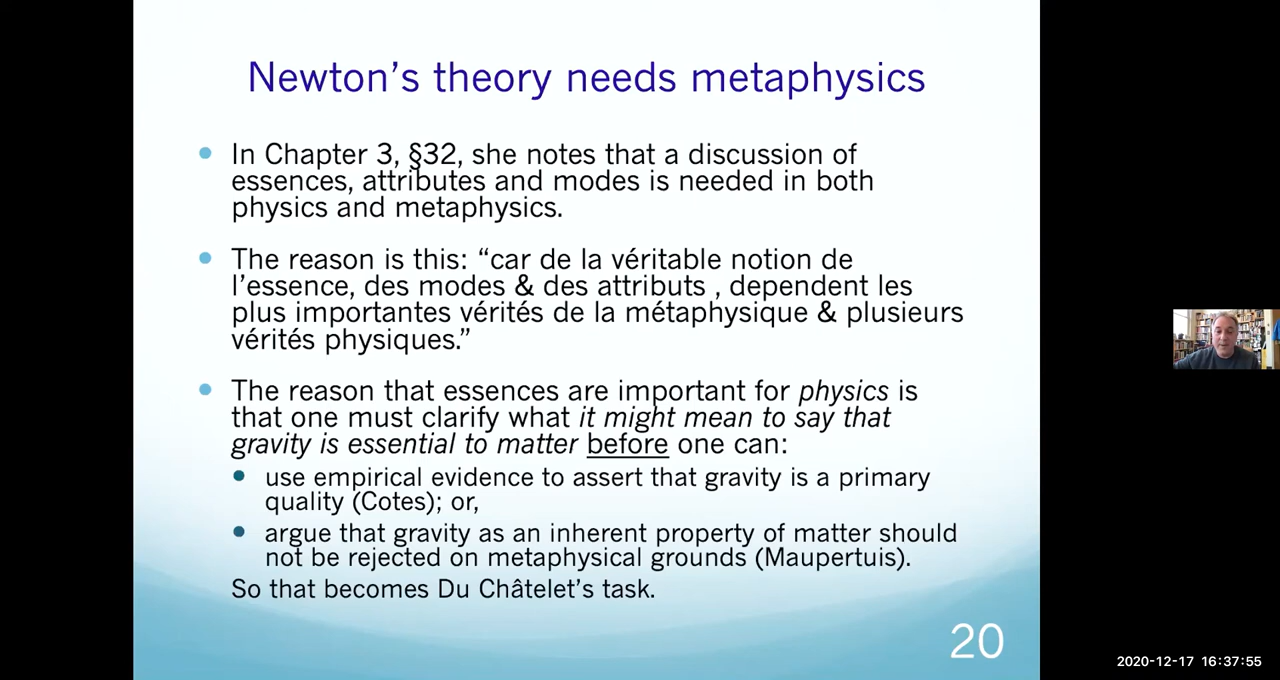 Newton’s theory needs metaphysics
In Chapter 3, §32, she notes that a discussion of
essences, attributes and modes is needed in both
physics and metaphysics.
The reason is this: “car de la véritable notion de
l’essence, des modes & des attributs , dependent les
plus importantes vérités de la métaphysique & plusieurs
vérités physiques.”
The reason that essences are important for physics is
that one must clarify what it might mean to say that
gravity is essential to matter before one can:
use empirical evidence to assert that gravity is a primary
quality (Cotes); or,
argue that gravity as an inherent property of matter should
not be rejected on metaphysical grounds (Maupertuis).
So that becomes Du Châtelet’s task.
20
2020-12-17 16:37:55